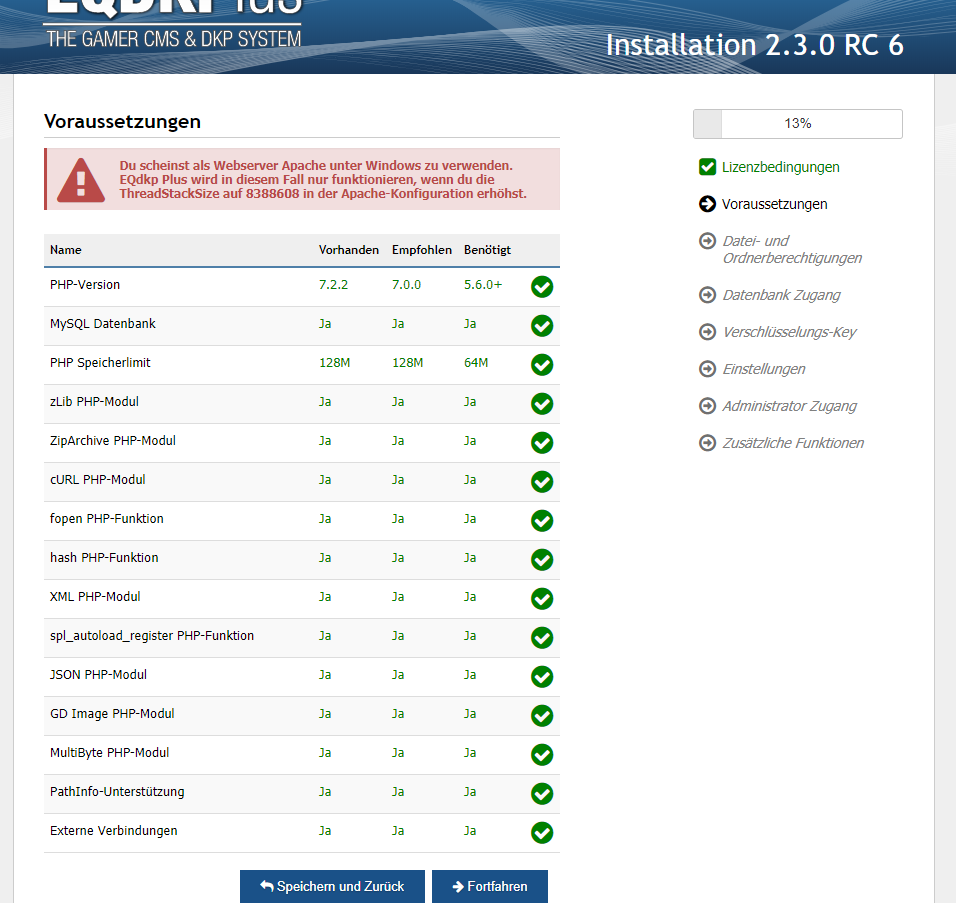 EQDKP Plus
THE GAMER CMS & DKP SYSTEM
Installation 2.3.0 RC 6
Voraussetzungen
Du scheinst als Webserver Apache unter Windows zu verwenden.
EQdkp Plus wird in diesem Fall nur funktionieren, wenn du die
ThreadStackSize auf 8388608 in der Apache-Konfiguration erhöhst.
Name Vorhanden Empfohlen Benötigt
PHP-Version 7.2.2 7.0.0 5.6.0+
MySQL Datenbank Ja Ja Ja
PHP Speicherlimit 128M 128M 64M
zLib PHP-Modul Ja Ja Ja
ZipArchive PHP-Modul Ja Ja Ja
cURL PHP-Modul Ja Ja Ja
fopen PHP-Funktion Ja Ja Ja
hash PHP-Funktion Ja Ja Ja
XML PHP-Modul Ja Ja Ja
spl_autoload_register PHP-Funktion Ja Ja Ja
JSON PHP-Modul Ja Ja Ja
GD Image PHP-Modul Ja Ja Ja
MultiByte PHP-Modul Ja Ja Ja
PathInfo-Unterstützung Ja Ja Ja
Externe Verbindungen Ja Ja Ja
Speichern und Zurück Fortfahren
13%
Lizenzbedingungen
Voraussetzungen
Datei- und
Ordnerberechtigungen
Datenbank Zugang
Verschlüsselungs-Key
Einstellungen
Administrator Zugang
Zusätzliche Funktionen